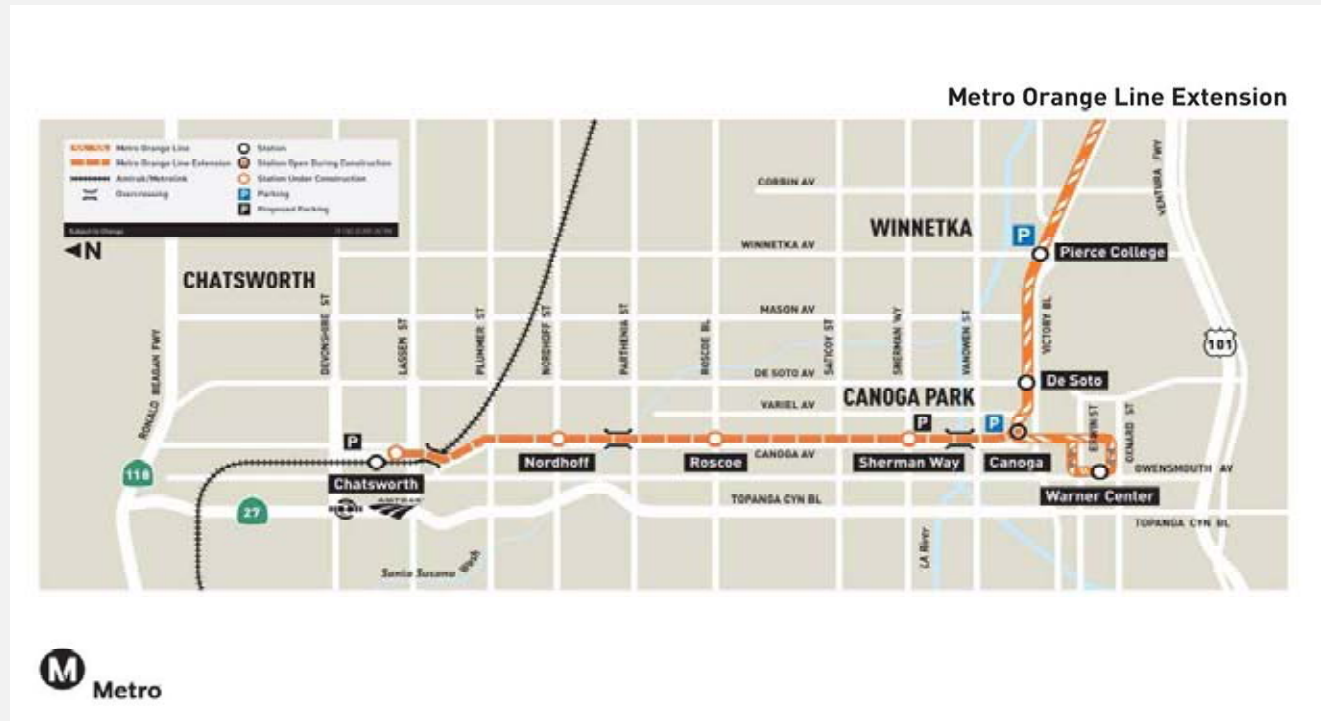 Metro Orange Line Extension
Metro Orange Line
Metro Orange Line Extension
Amtrak/Metrolink
Overcrossing
Station
Station Open During Construction
Station Under Construction
P Parking
P Proposed Parking
Subject to Change
N
CHATSWORTH
WINNETKA
CANOGA PARK
CORBIN AV
WINNETKA AV
MASON AV
DE SOTO AV
VARIEL AV
CANOGA AV
OWENSMOUTH AV
TOPANGA CYN BL
TOPANGA CYN BL
RONALD REAGAN FWY
DEVONSHIRE ST
LASSEN ST
PLUMMER ST
NORDHOFF ST
PARTHENIA ST
ROSCOE BL
SATICOY ST
SHERMAN WY
VANOWEN ST
VICTORY BL
ERWIN ST
OXNARD ST
VENTURA FWY
P
Pierce College
101
De Soto
P
P
P
Chatsworth
Nordhoff
Roscoe
Sherman Way
Canoga
Warner Center
118
27
AMTRAK
Santa Susana Wash
LA River
M
Metro